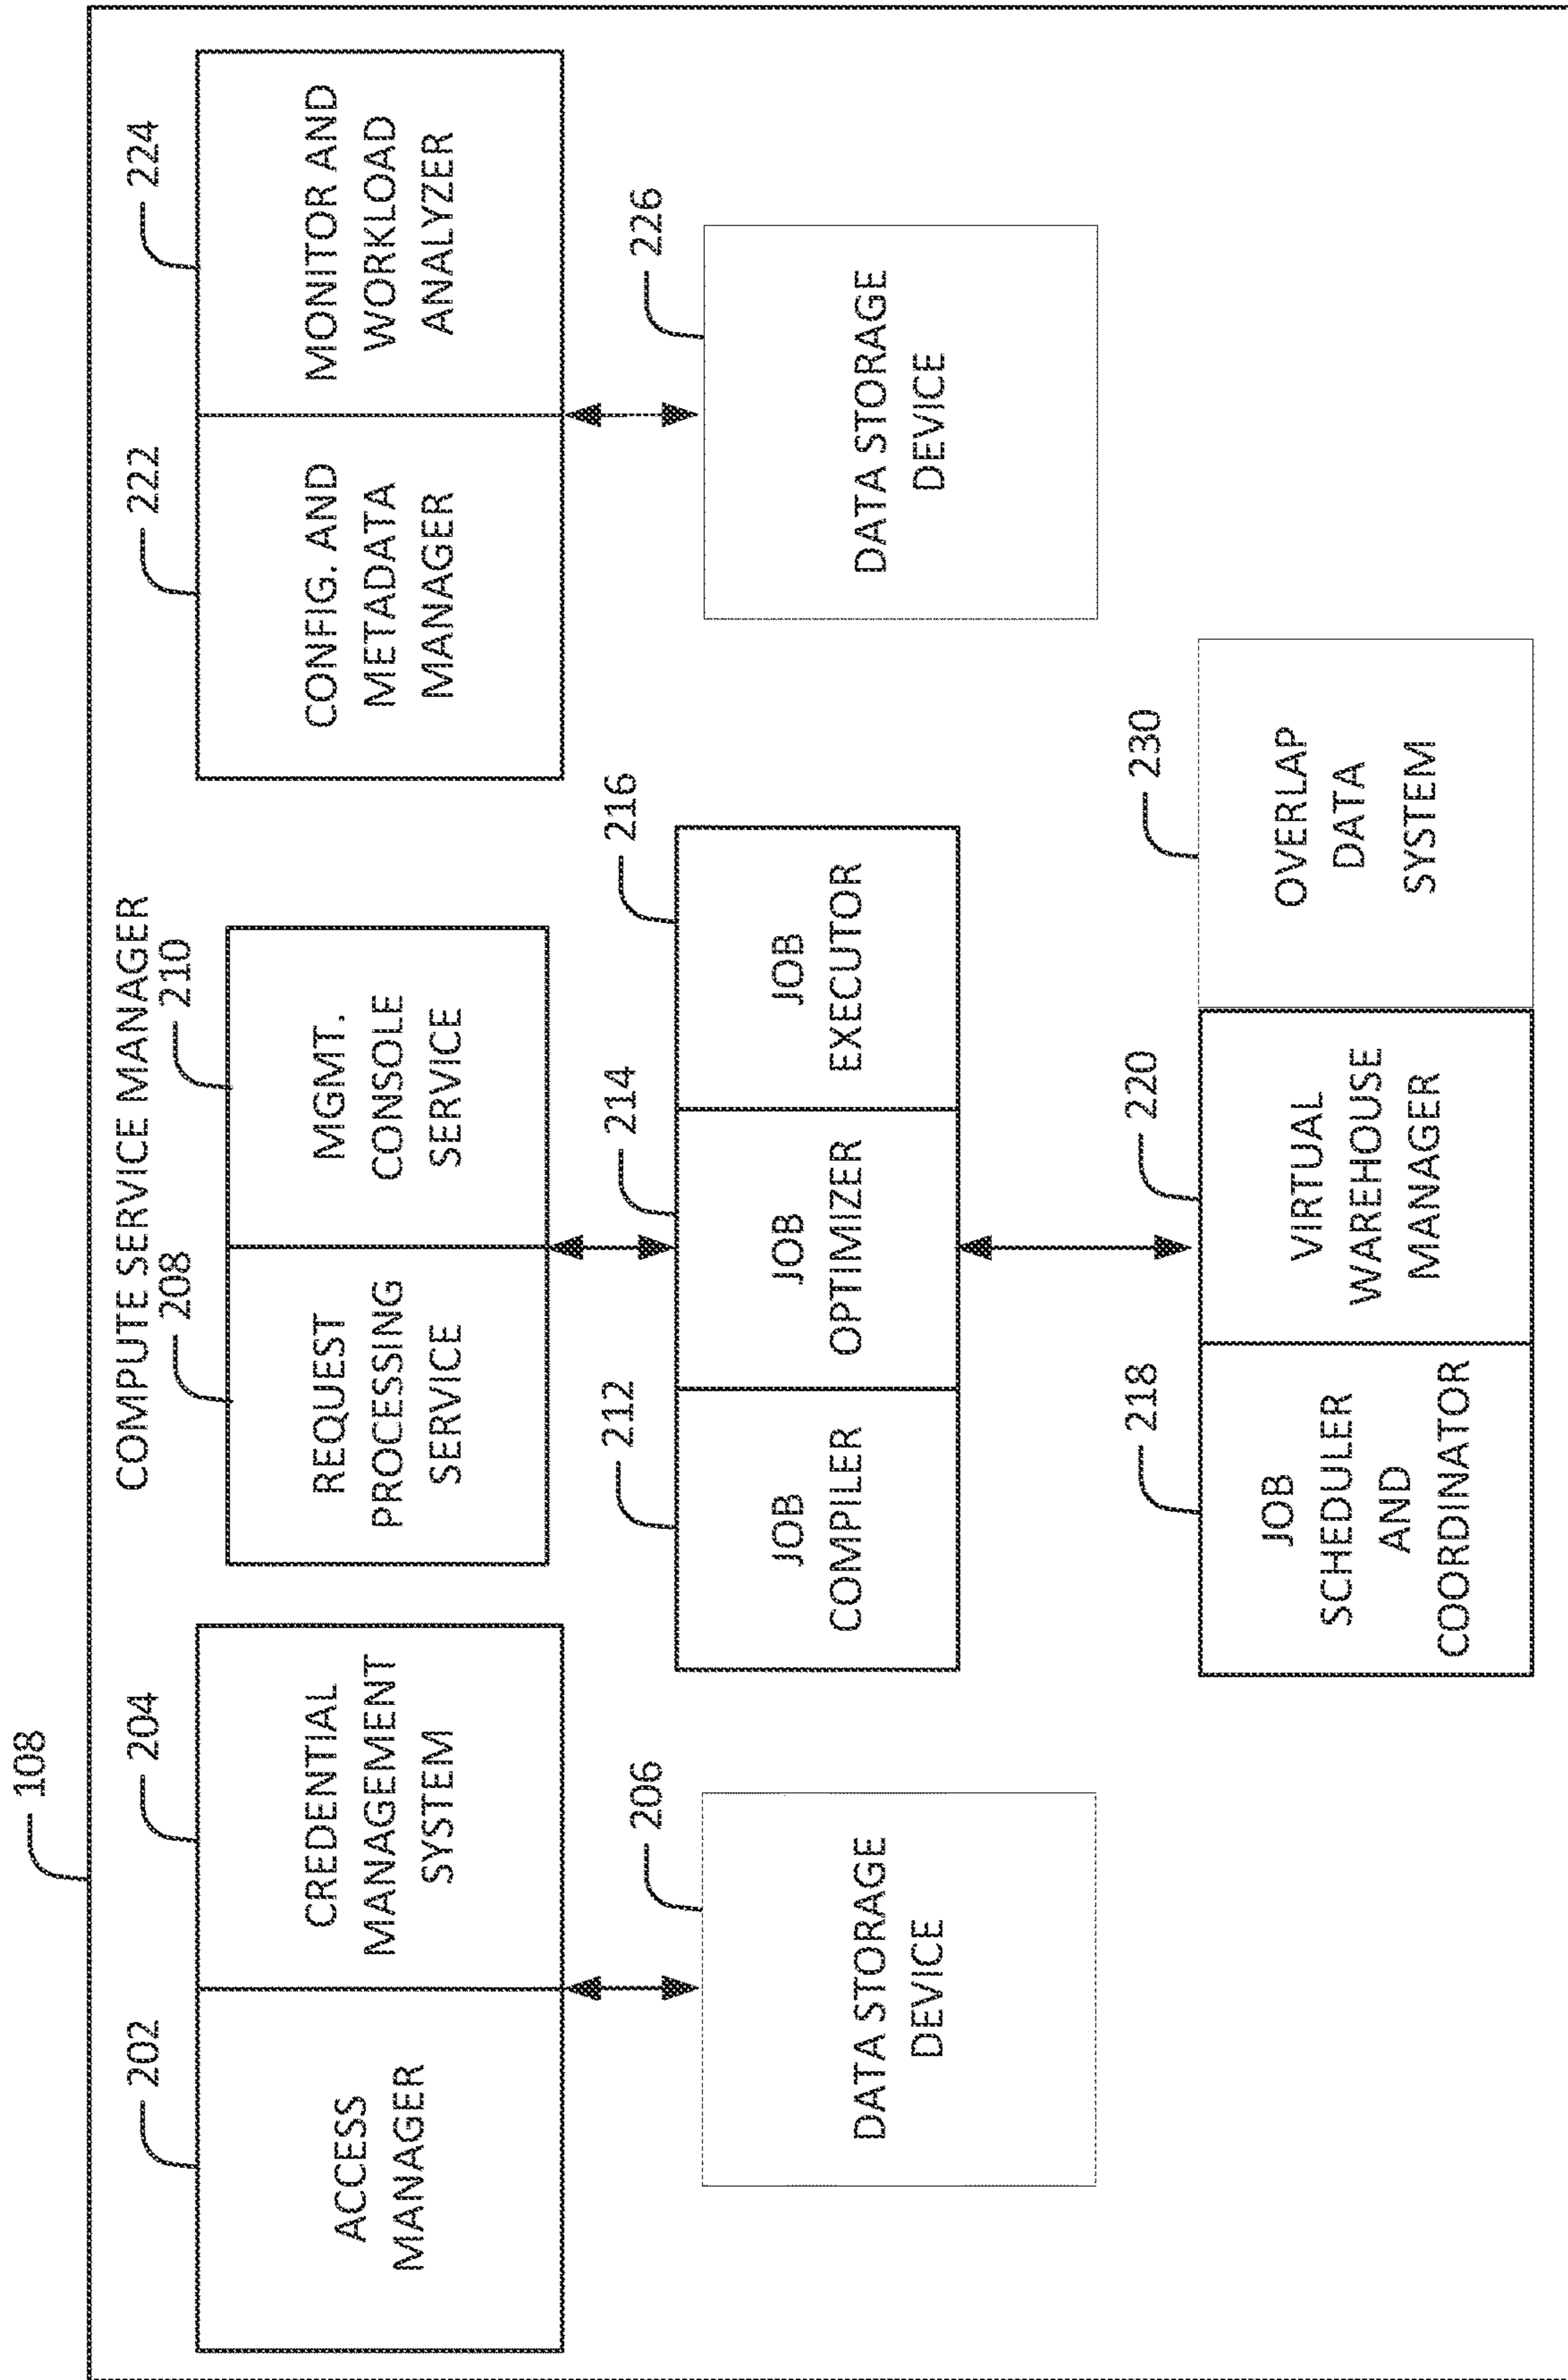 108
COMPUTE SERVICE MANAGER
202
204
208
210
222
224
ACCESS
MANAGER
CREDENTIAL
MANAGEMENT
SYSTEM
REQUEST
PROCESSING
SERVICE
MGMT.
CONSOLE
SERVICE
CONFIG. AND
METADATA
MANAGER
MONITOR AND
WORKLOAD
ANALYZER
206
212
214
216
226
DATA STORAGE
DEVICE
JOB
COMPILER
JOB
OPTIMIZER
JOB
EXECUTOR
DATA STORAGE
DEVICE
218
220
230
JOB
SCHEDULER
AND
COORDINATOR
VIRTUAL
WAREHOUSE
MANAGER
OVERLAP
DATA
SYSTEM